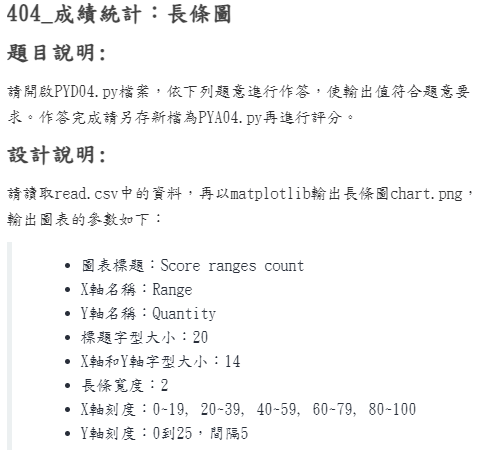 404_成績統計：長條圖
題目說明:
請開啟PYD04.py檔案，依下列題意進行作答，使輸出值符合題意要
求。作答完成請另存新檔為PYA04.py再進行評分。
設計說明:
請讀取read.csv中的資料，再以matplotlib輸出長條圖chart.png，
輸出圖表的參數如下：
• 圖表標題：Score ranges count
• X軸名稱：Range
• Y軸名稱：Quantity
• 標題字型大小：20
• X軸和Y軸字型大小：14
• 長條寬度：2
• X軸刻度：0~19, 20~39, 40~59, 60~79, 80~100
• Y軸刻度：0到25，間隔5